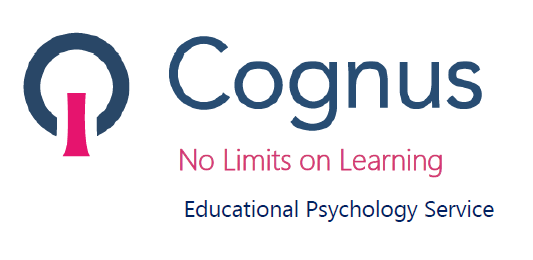 Cognus
No Limits on Learning
Educational Psychology Service